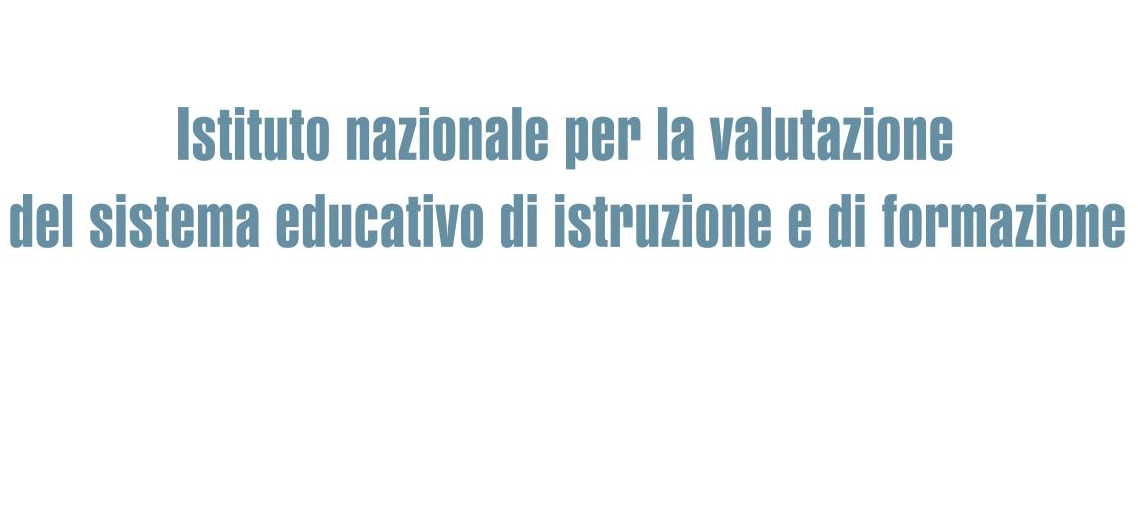 Istituto nazionale per la valutazione
del sistema educativo di istruzione e di formazione